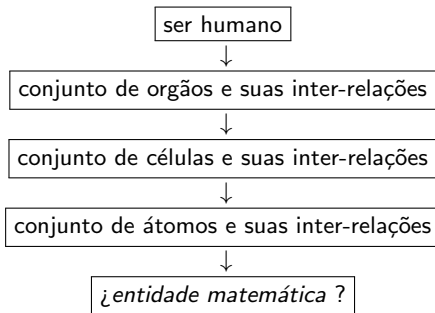 ser humano
↓
conjunto de orgãos e suas inter-relações
↓
conjunto de células e suas inter-relações
↓
conjunto de átomos e suas inter-relações
↓
¿entidade matemática ?